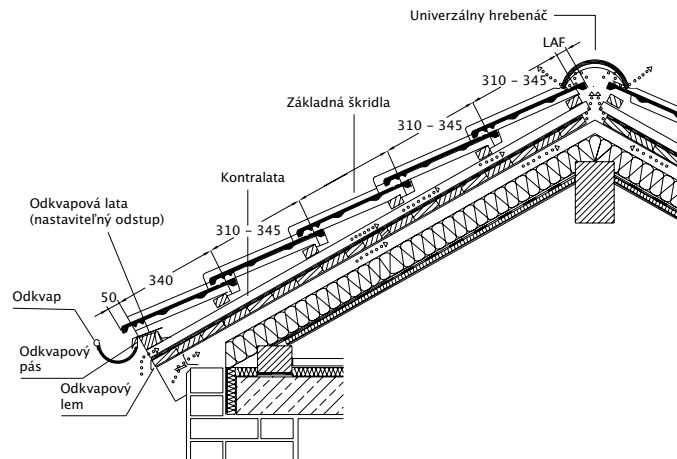 Univerzálny hrebenáč
LAF
310 – 345
Základná škridla
310 – 345
Kontralata
Odkvapová lata
(nastaviteľný odstup)
310 – 345
340
50
Odkvap
Odkvapový
pás
Odkvapový
lem